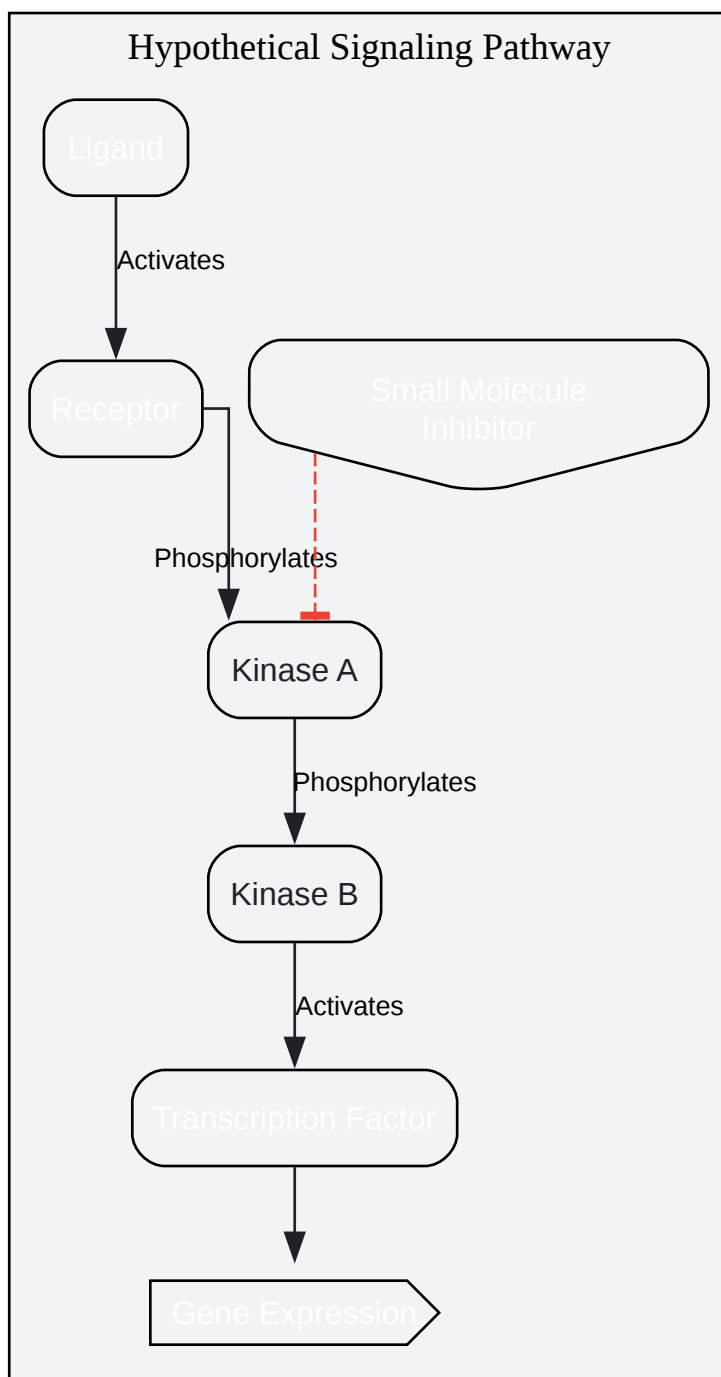 Hypothetical Signaling Pathway
Ligand
Activates
Receptor
Small Molecule
Inhibitor
Phosphorylates
Kinase A
Phosphorylates
Kinase B
Activates
Transcription Factor
Gene Expression